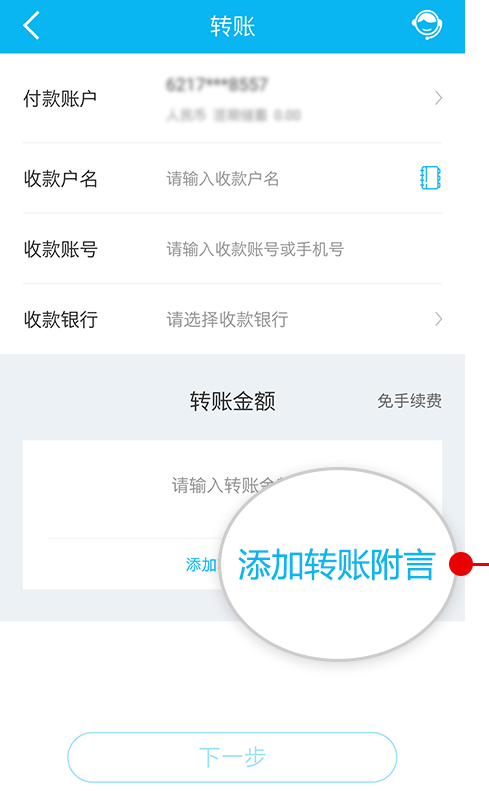 转账
付款账户
6217***8557
人民币 活期储蓄 0.00
收款户名 请输入收款户名
收款账号 请输入收款账号或手机号
收款银行 请选择收款银行
转账金额 免手续费
请输入转账金
添加
添加转账附言
下一步